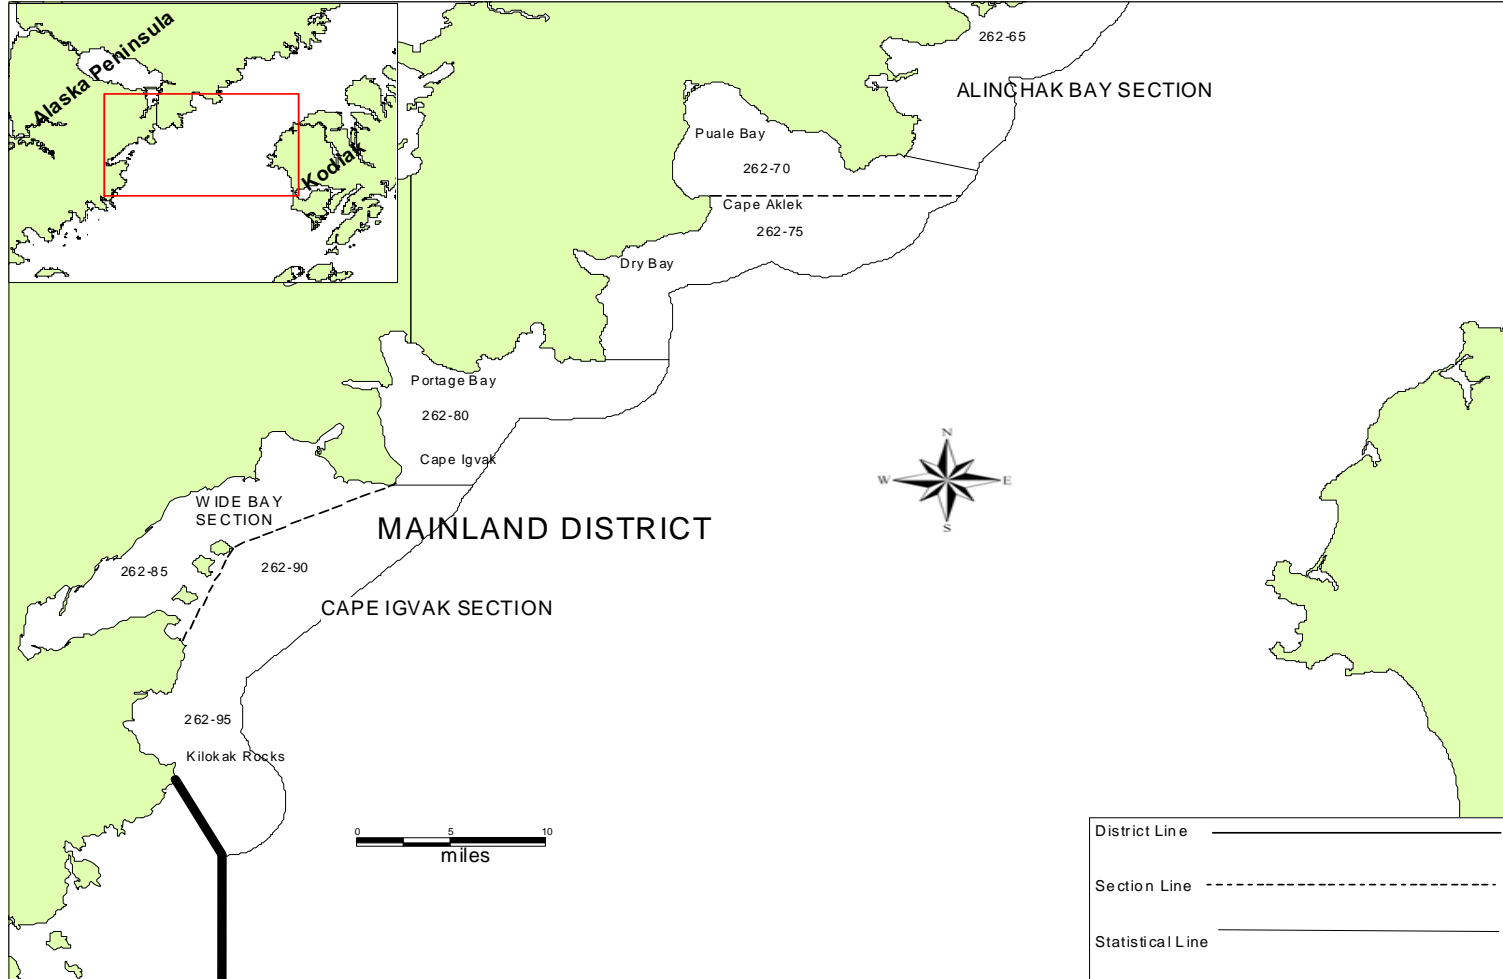 Alaska Peninsula
Kodiak
262-65
ALINCHAK BAY SECTION
Puale Bay
262-70
Cape Aklek
262-75
Dry Bay
Portage Bay
262-80
Cape Igvak
N
W
E
S
WIDE BAY
SECTION
MAINLAND DISTRICT
262-85
262-90
CAPE IGVAK SECTION
262-95
Kilokak Rocks
0 5 10
miles
District Line
Section Line
Statistical Line